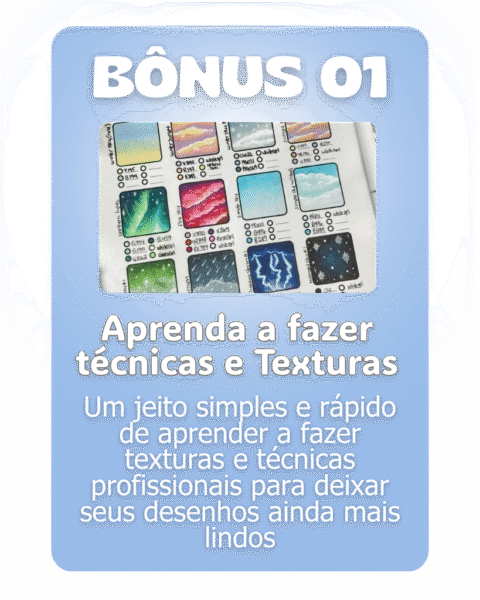 BÔNUS 01
Aprenda a fazer
técnicas e Texturas
Um jeito simples e rápido
de aprender a fazer
texturas e técnicas
profissionais para deixar
seus desenhos ainda mais
lindos